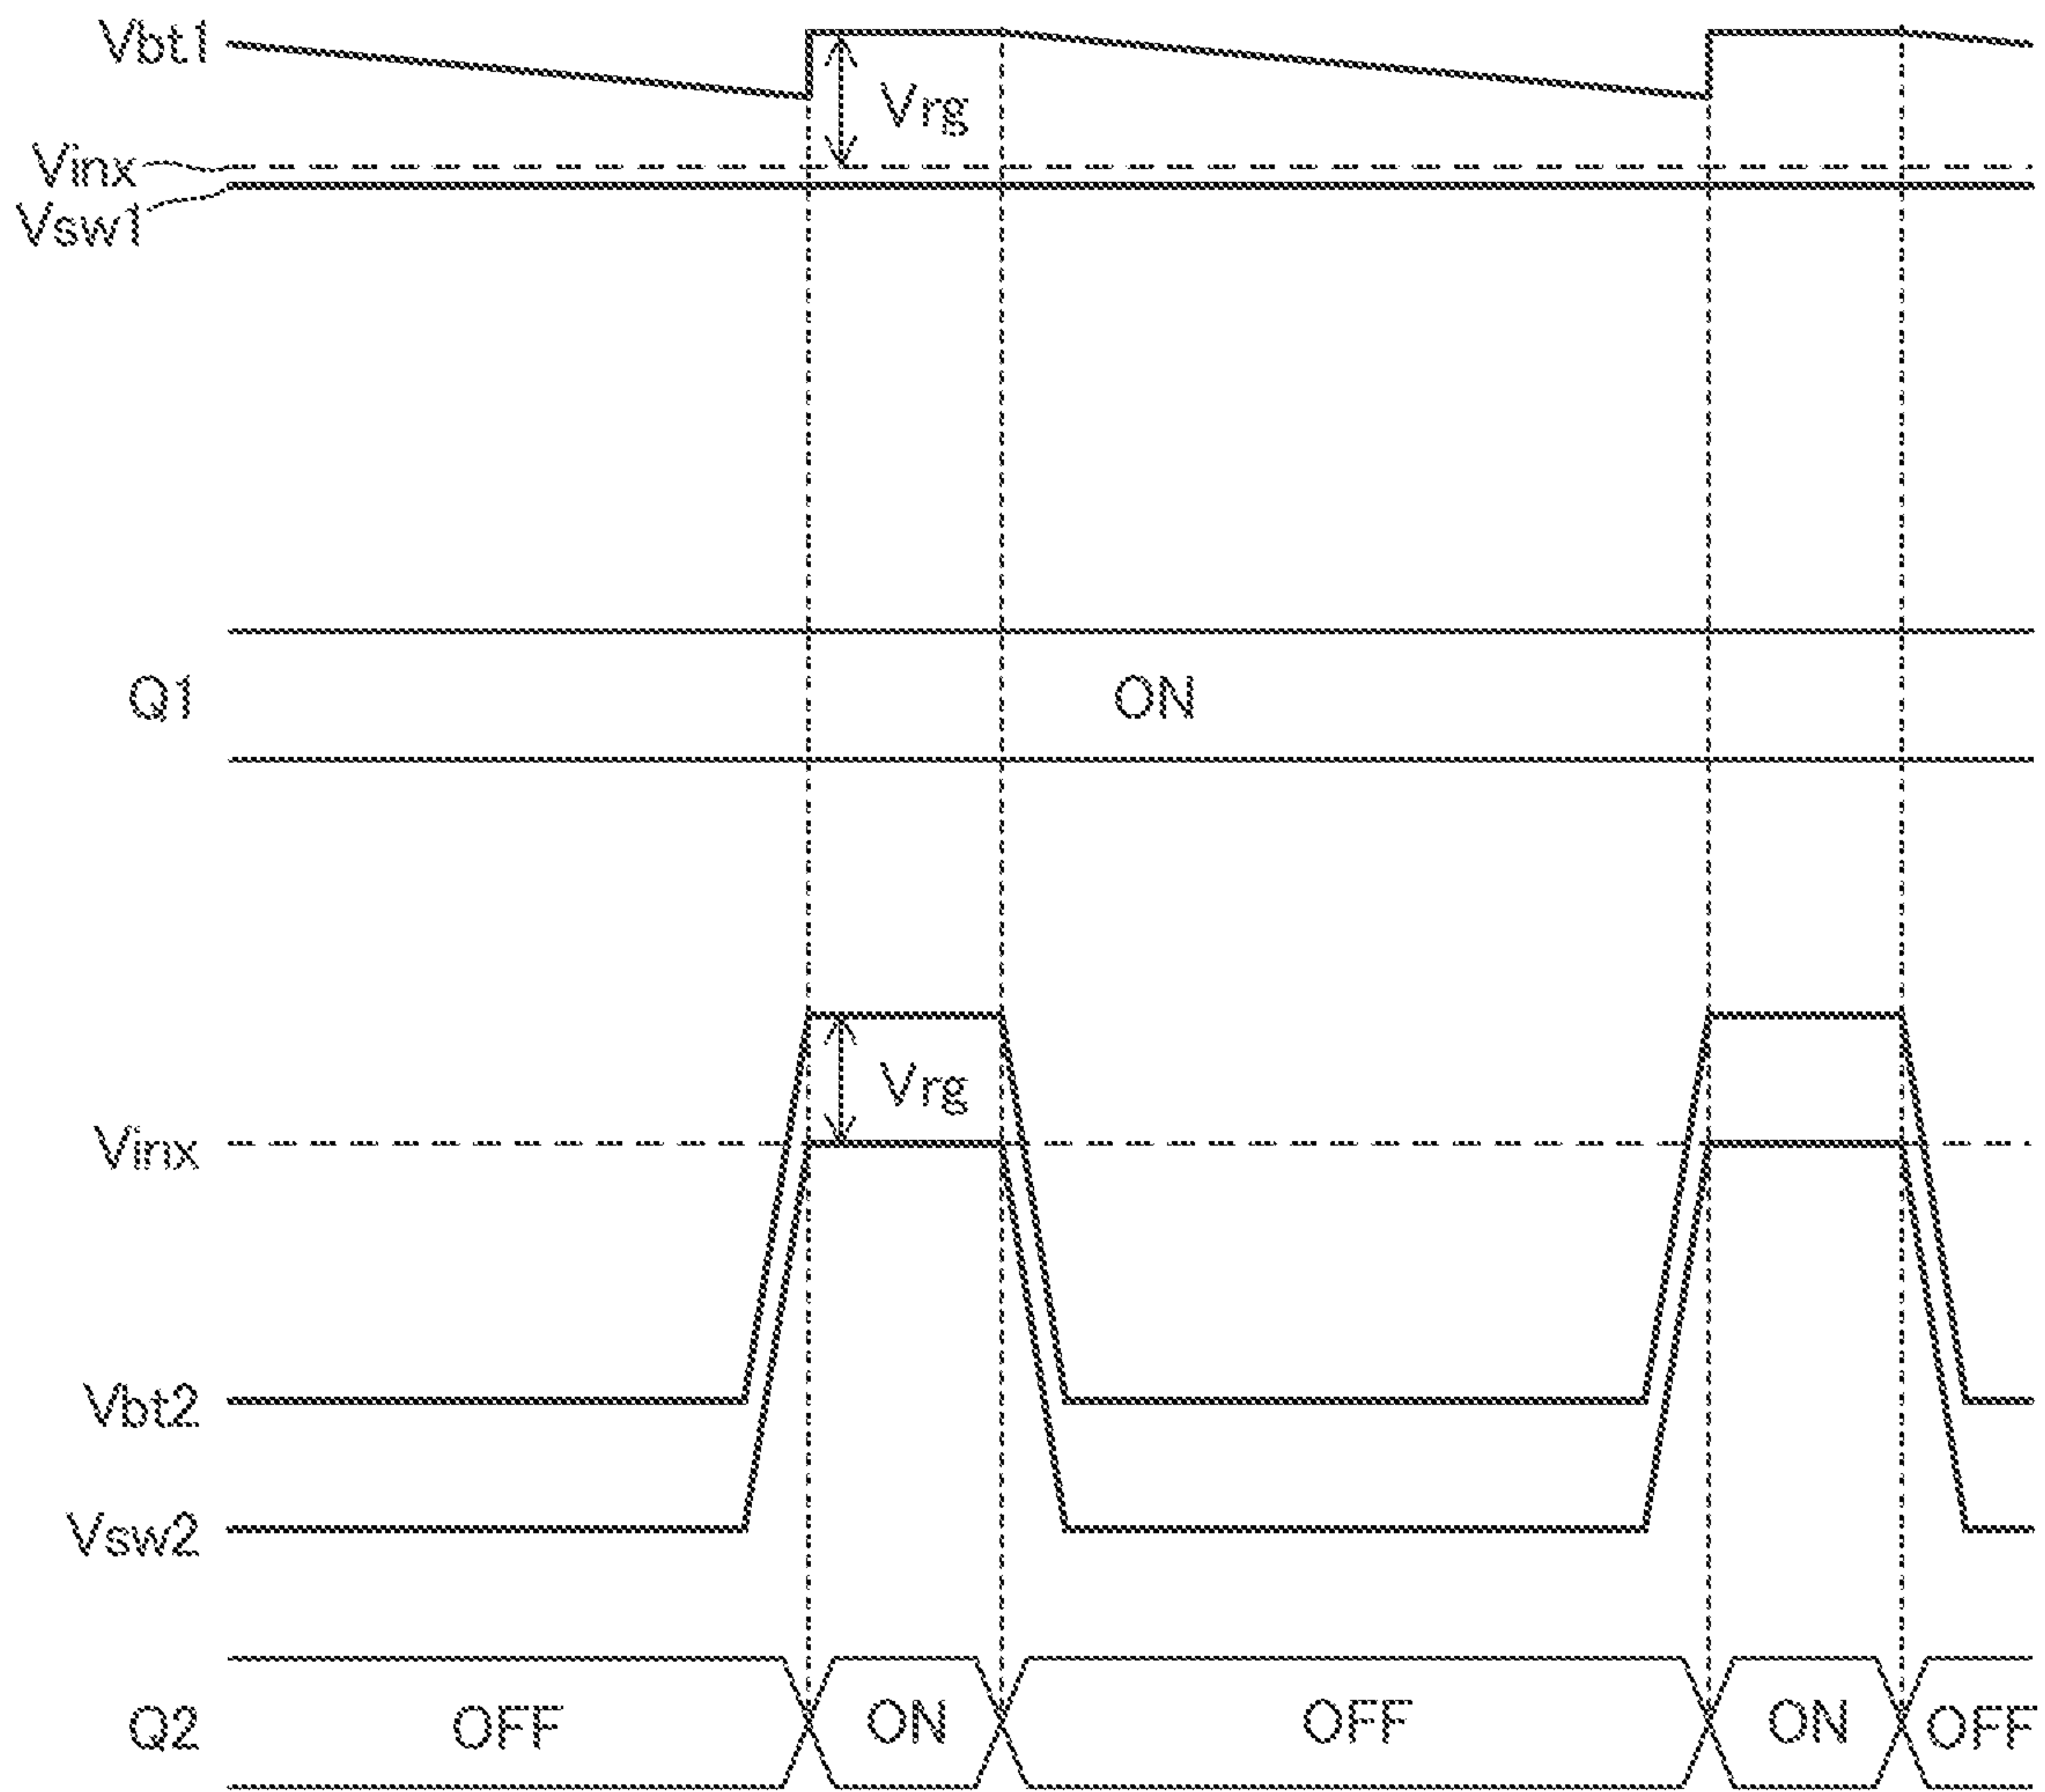 Vbt1
Vrg
Vinx
Vsw1
Q1
ON
Vrg
Vinx
Vbt2
Vsw2
Q2
OFF
ON
OFF
ON
OFF